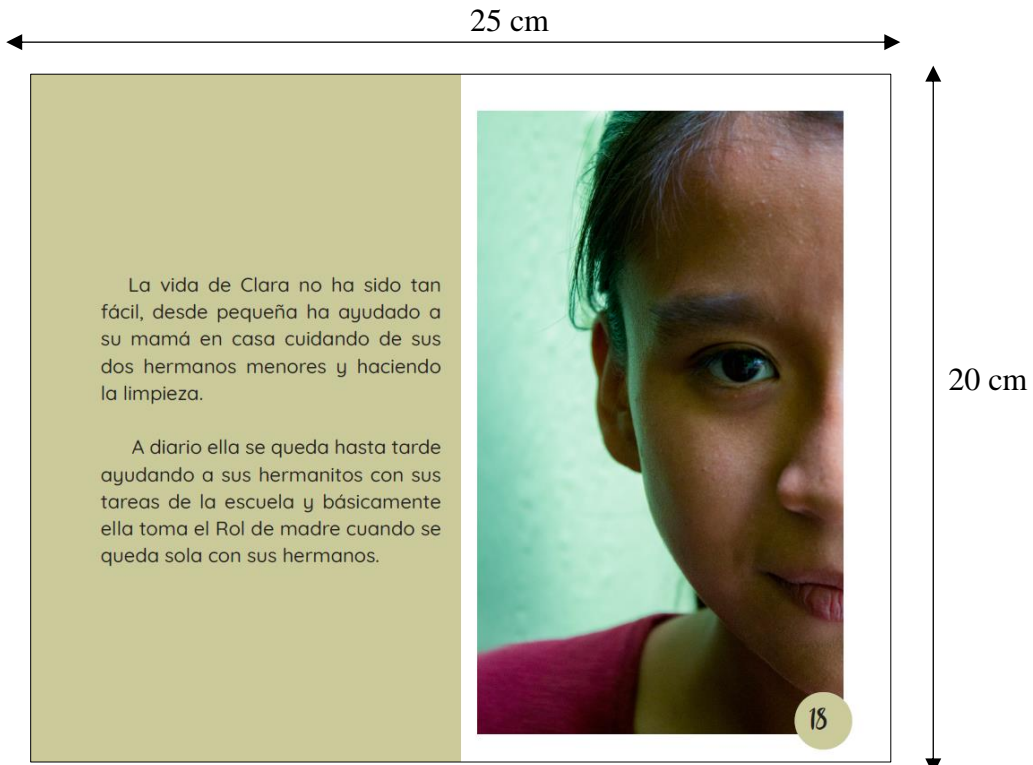 25 cm
La vida de Clara no ha sido tan
fácil, desde pequeña ha ayudado a
su mamá en casa cuidando de sus
dos hermanos menores y haciendo
la limpieza.
A diario ella se queda hasta tarde
ayudando a sus hermanitos con sus
tareas de la escuela y básicamente
ella toma el Rol de madre cuando se
queda sola con sus hermanos.
20 cm
18